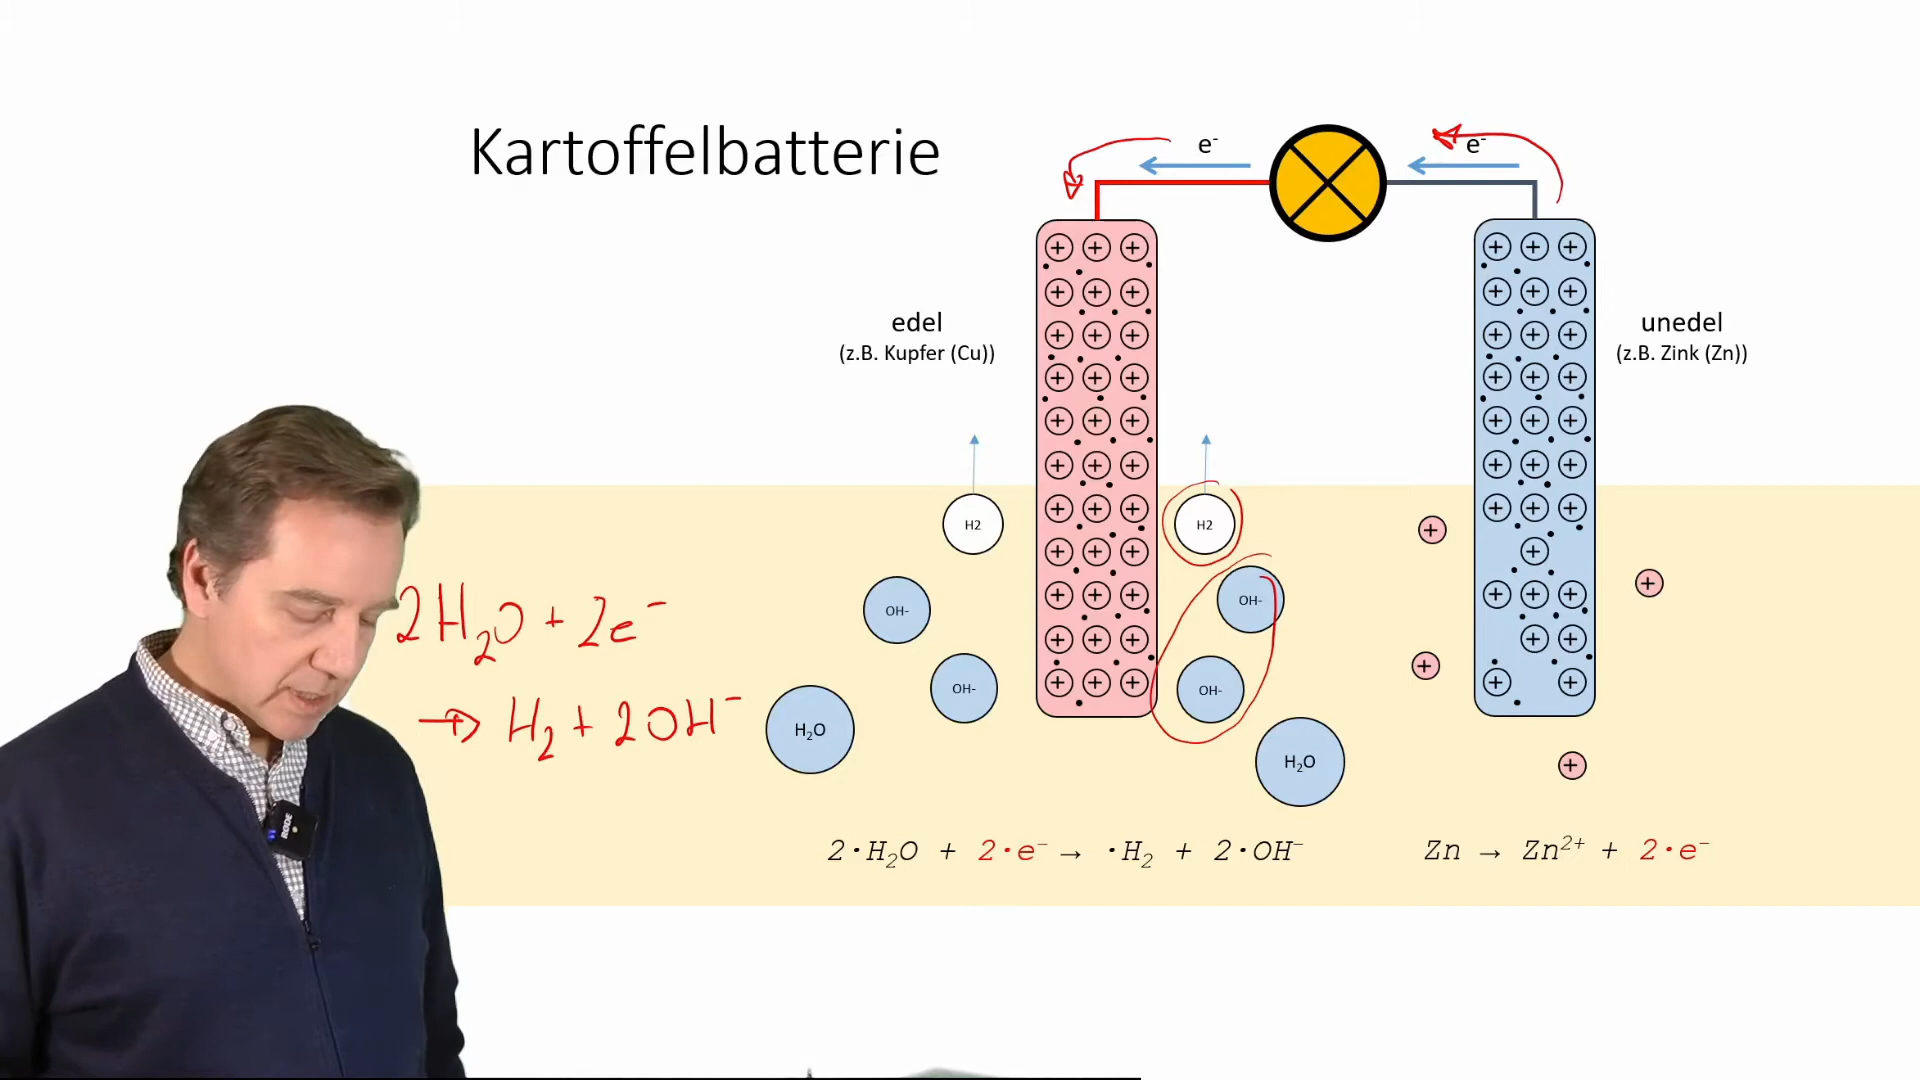 Kartoffelbatterie
e⁻
e⁻
edel
(z.B. Kupfer (Cu))
unedel
(z.B. Zink (Zn))
H2
H2
OH-
OH-
OH-
OH-
H₂O
H₂O
2H₂O + 2e⁻
→ H₂ + 2OH⁻
RØDE
2·H₂O + 2·e⁻ → ·H₂ + 2·OH⁻
Zn → Zn²⁺ + 2·e⁻